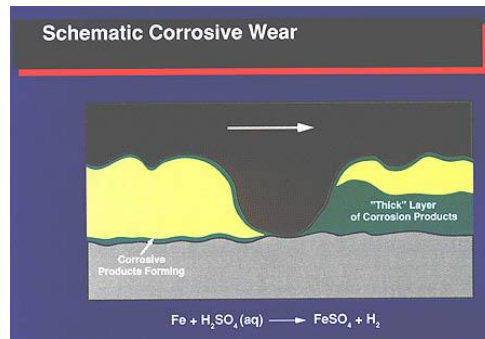 Schematic Corrosive Wear
"Thick" Layer
of Corrosion Products
Corrosive
Products Forming
Fe + H₂SO₄ (aq) ⟶ FeSO₄ + H₂